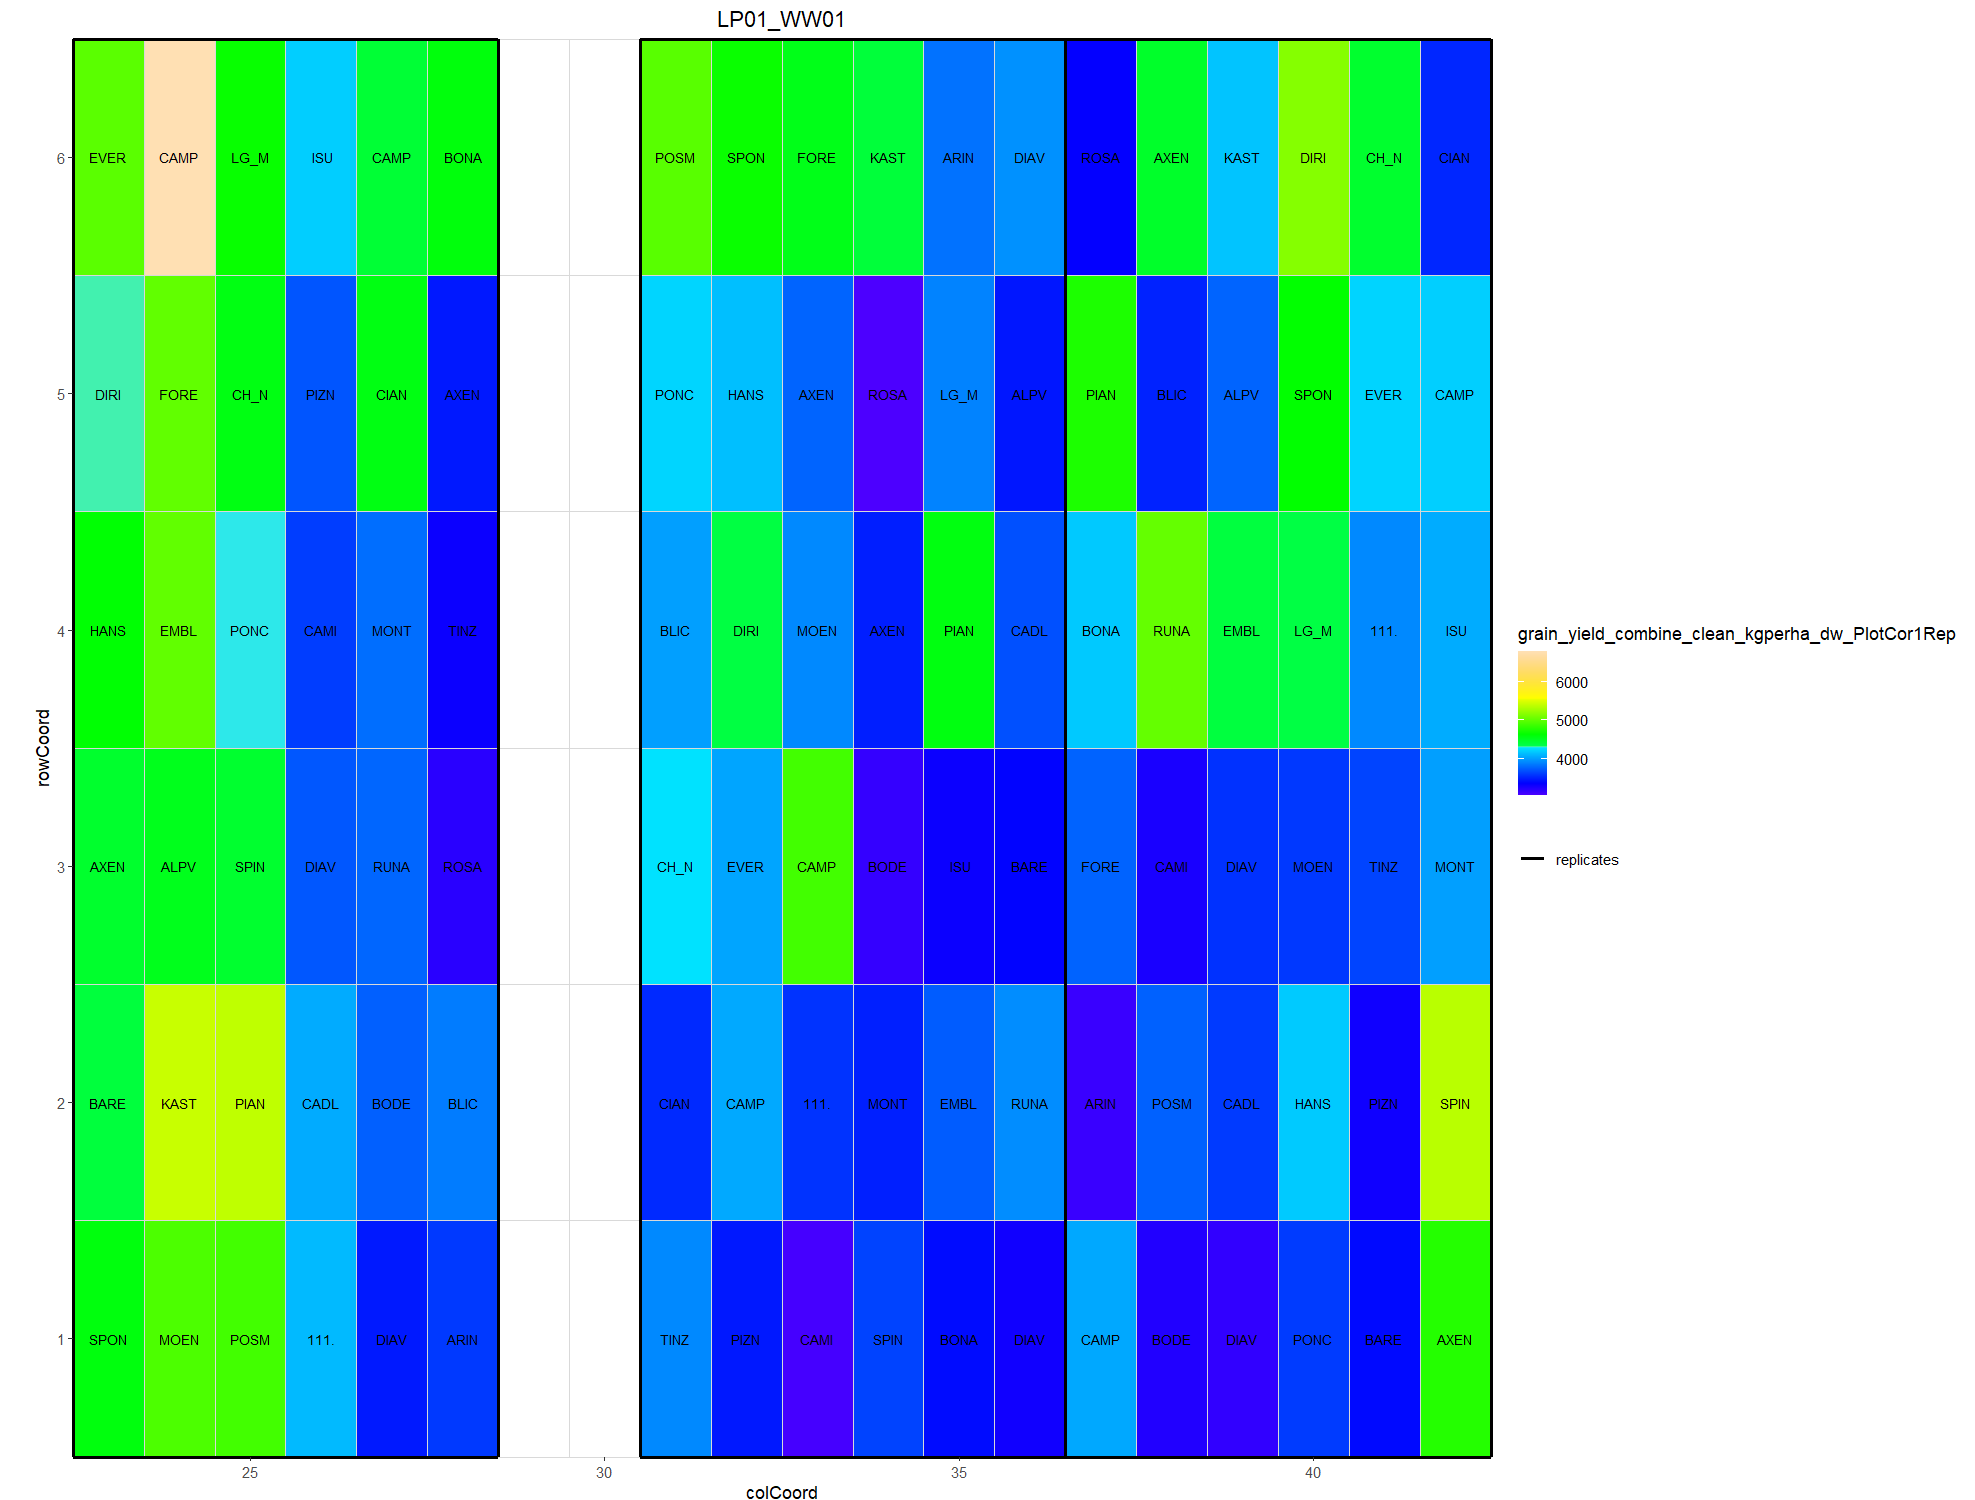 LP01_WW01
6 EVER CAMP LG_M ISU CAMP BONA POSM SPON FORE KAST ARIN DIAV ROSA AXEN KAST DIRI CH_N CIAN
5 DIRI FORE CH_N PIZN CIAN AXEN PONC HANS AXEN ROSA LG_M ALPV PIAN BLIC ALPV SPON EVER CAMP
4 HANS EMBL PONC CAMI MONT TINZ BLIC DIRI MOEN AXEN PIAN CADL BONA RUNA EMBL LG_M 111. ISU
3 AXEN ALPV SPIN DIAV RUNA ROSA CH_N EVER CAMP BODE ISU BARE FORE CAMI DIAV MOEN TINZ MONT
2 BARE KAST PIAN CADL BODE BLIC CIAN CAMP 111. MONT EMBL RUNA ARIN POSM CADL HANS PIZN SPIN
1 SPON MOEN POSM 111. DIAV ARIN TINZ PIZN CAMI SPIN BONA DIAV CAMP BODE DIAV PONC BARE AXEN
25 30 35 40
colCoord
rowCoord
grain_yield_combine_clean_kgperha_dw_PlotCor1Rep
6000
5000
4000
replicates